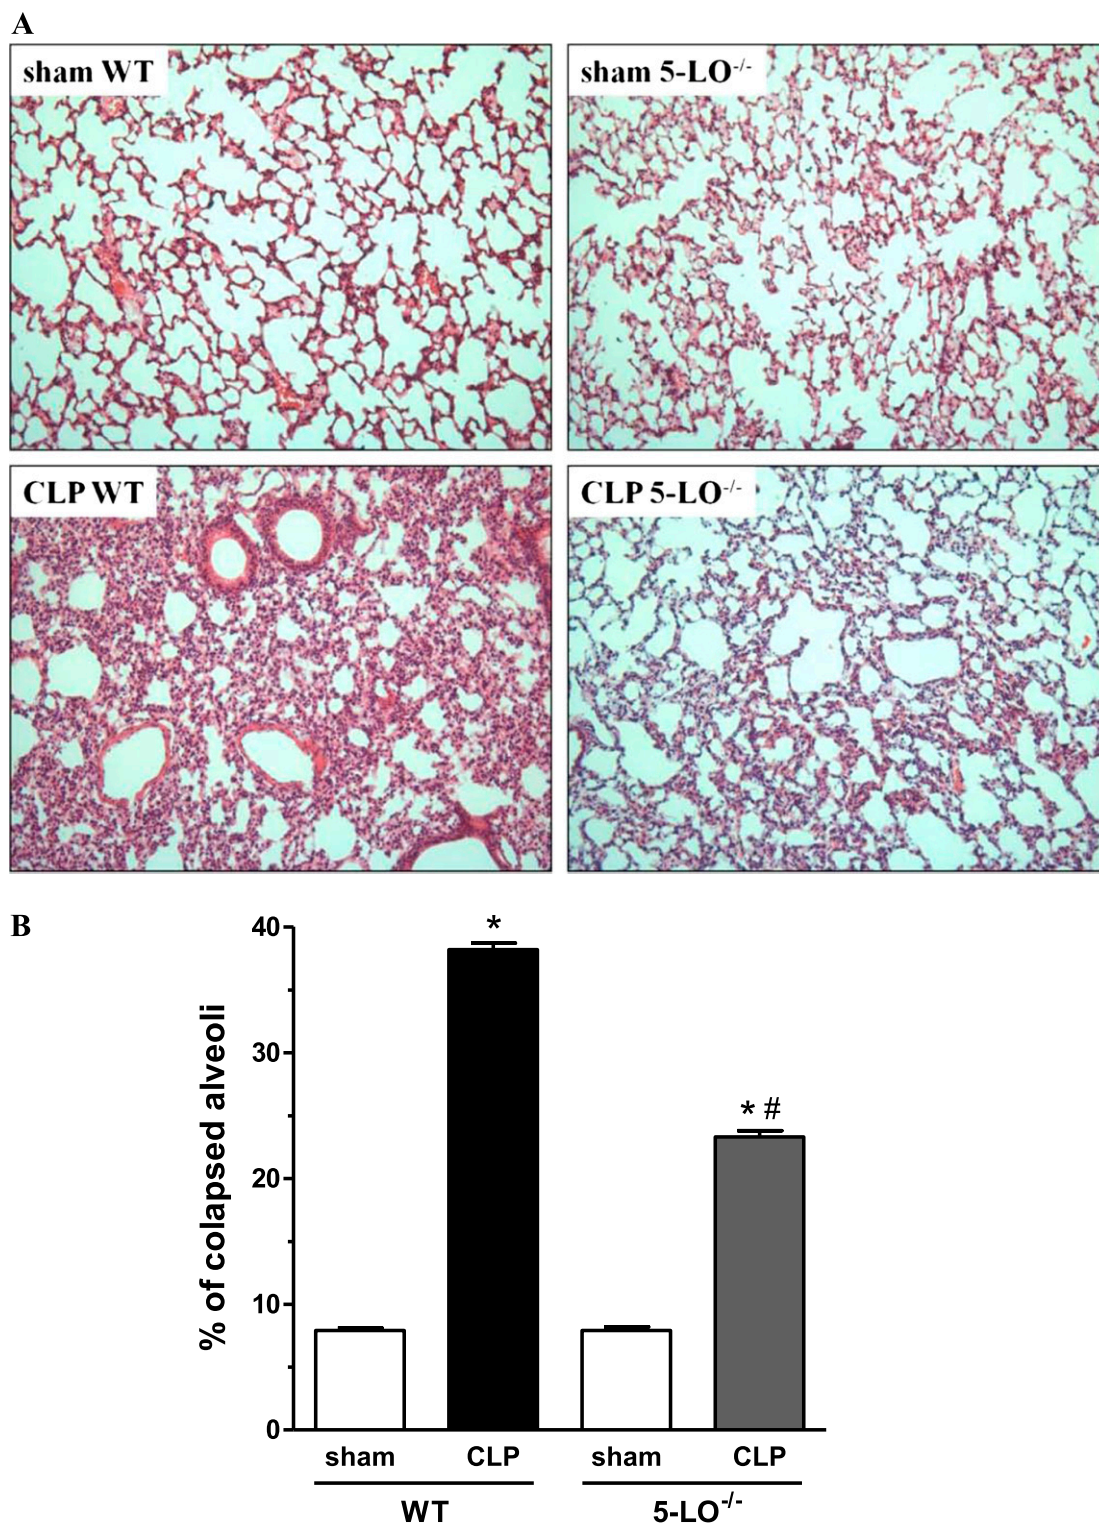 A
sham WT
sham 5-LO-/-
CLP WT
CLP 5-LO-/-
B
40
30
20
10
0
% of colapsed alveoli
*
* #
sham
CLP
sham
CLP
WT
5-LO-/-